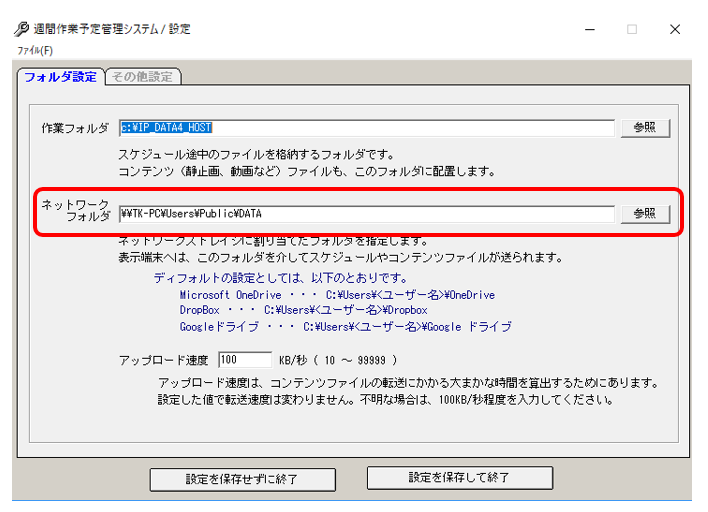 週間作業予定管理システム / 設定
ファイル(F)
フォルダ設定 その他設定
作業フォルダ c:¥IP_DATA4_HOST 参照
スケジュール途中のファイルを格納するフォルダです。
コンテンツ（静止画、動画など）ファイルも、このフォルダに配置します。
ネットワーク
フォルダ ¥¥TK-PC¥Users¥Public¥DATA 参照
ネットワークストレイジに割り当てたフォルダを指定します。
表示端末へは、このフォルダを介してスケジュールやコンテンツファイルが送られます。
ディフォルトの設定としては、以下のとおりです。
Microsoft OneDrive ・・・ C:¥Users¥<ユーザー名>¥OneDrive
DropBox ・・・ C:¥Users¥<ユーザー名>¥Dropbox
Googleドライブ ・・・ C:¥Users¥<ユーザー名>¥Google ドライブ
アップロード速度 100 KB/秒 ( 10 ～ 99999 )
アップロード速度は、コンテンツファイルの転送にかかる大まかな時間を算出するためにあります。
設定した値で転送速度は変わりません。不明な場合は、100KB/秒程度を入力してください。
設定を保存せずに終了 設定を保存して終了